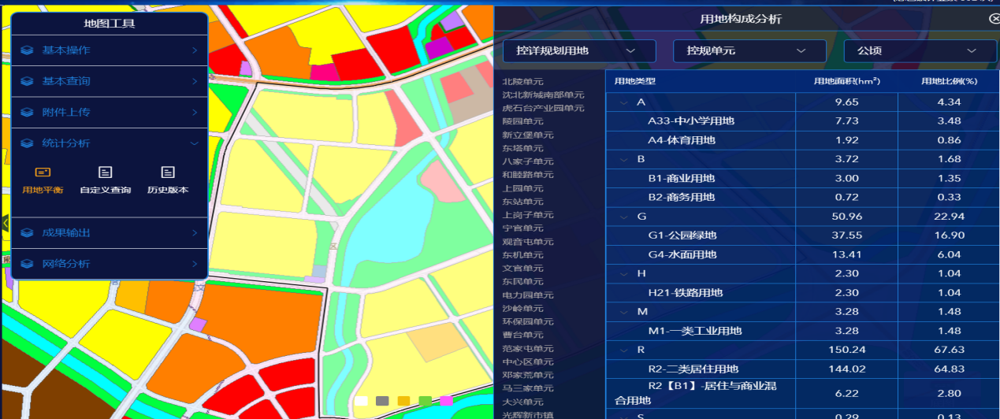 地图工具
基本操作
基本查询
附件上传
统计分析
用地平衡 自定义查询 历史版本
成果输出
网络分析
用地构成分析
控详规划用地 控规单元 公顷
北陵单元
沈北新城南部单元
虎石台产业园单元
陵园单元
新立堡单元
东塔单元
八家子单元
和睦路单元
上园单元
东站单元
上岗子单元
宁官单元
观音屯单元
东机单元
文官单元
东民单元
电力园单元
沙岭单元
环保园单元
曹台单元
范家屯单元
中心区单元
邓家荒单元
马三家单元
大兴单元
光辉新市镇
用地类型 用地面积(hm²) 用地比例(%)
A 9.65 4.34
A33-中小学用地 7.73 3.48
A4-体育用地 1.92 0.86
B 3.72 1.68
B1-商业用地 3.00 1.35
B2-商务用地 0.72 0.33
G 50.96 22.94
G1-公园绿地 37.55 16.90
G4-水面用地 13.41 6.04
H 2.30 1.04
H21-铁路用地 2.30 1.04
M 3.28 1.48
M1-一类工业用地 3.28 1.48
R 150.24 67.63
R2-二类居住用地 144.02 64.83
R2【B1】-居住与商业混
合用地 6.22 2.80
S 0.29 0.13